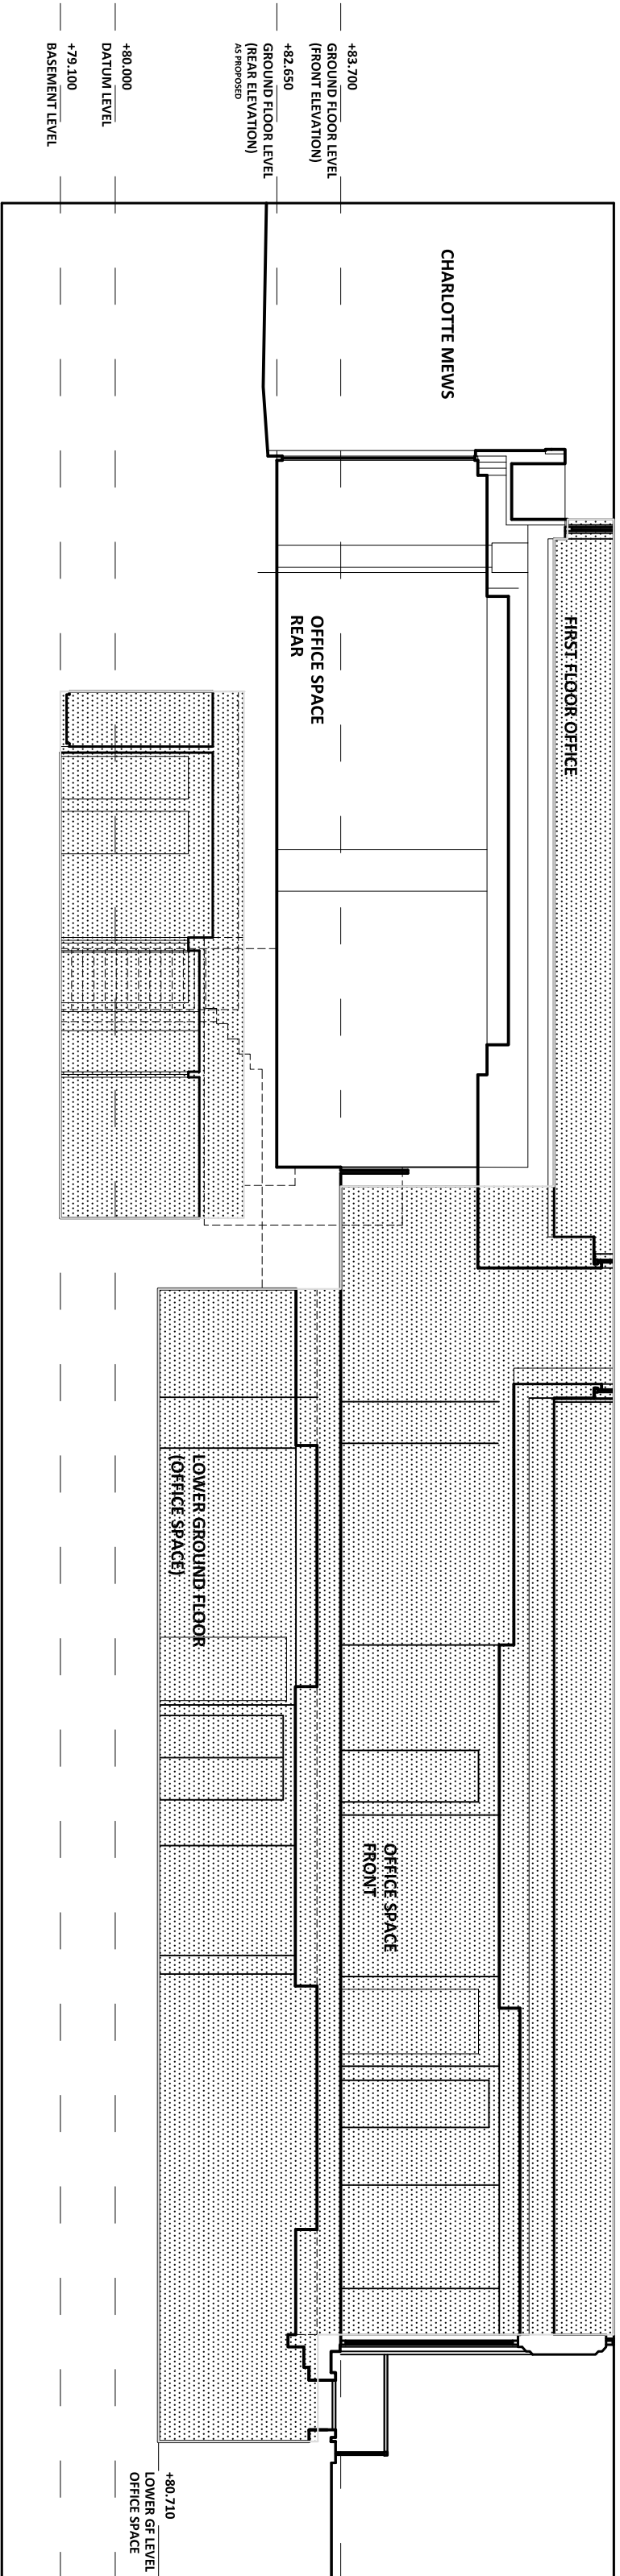 FIRST FLOOR OFFICE
CHARLOTTE MEWS
+83.700
GROUND FLOOR LEVEL
(FRONT ELEVATION)
+82.650
GROUND FLOOR LEVEL
(REAR ELEVATION)
AS PROPOSED
OFFICE SPACE
REAR
OFFICE SPACE
FRONT
+80.000
DATUM LEVEL
+79.100
BASEMENT LEVEL
LOWER GROUND FLOOR
(OFFICE SPACE)
+80.710
LOWER GF LEVEL
OFFICE SPACE